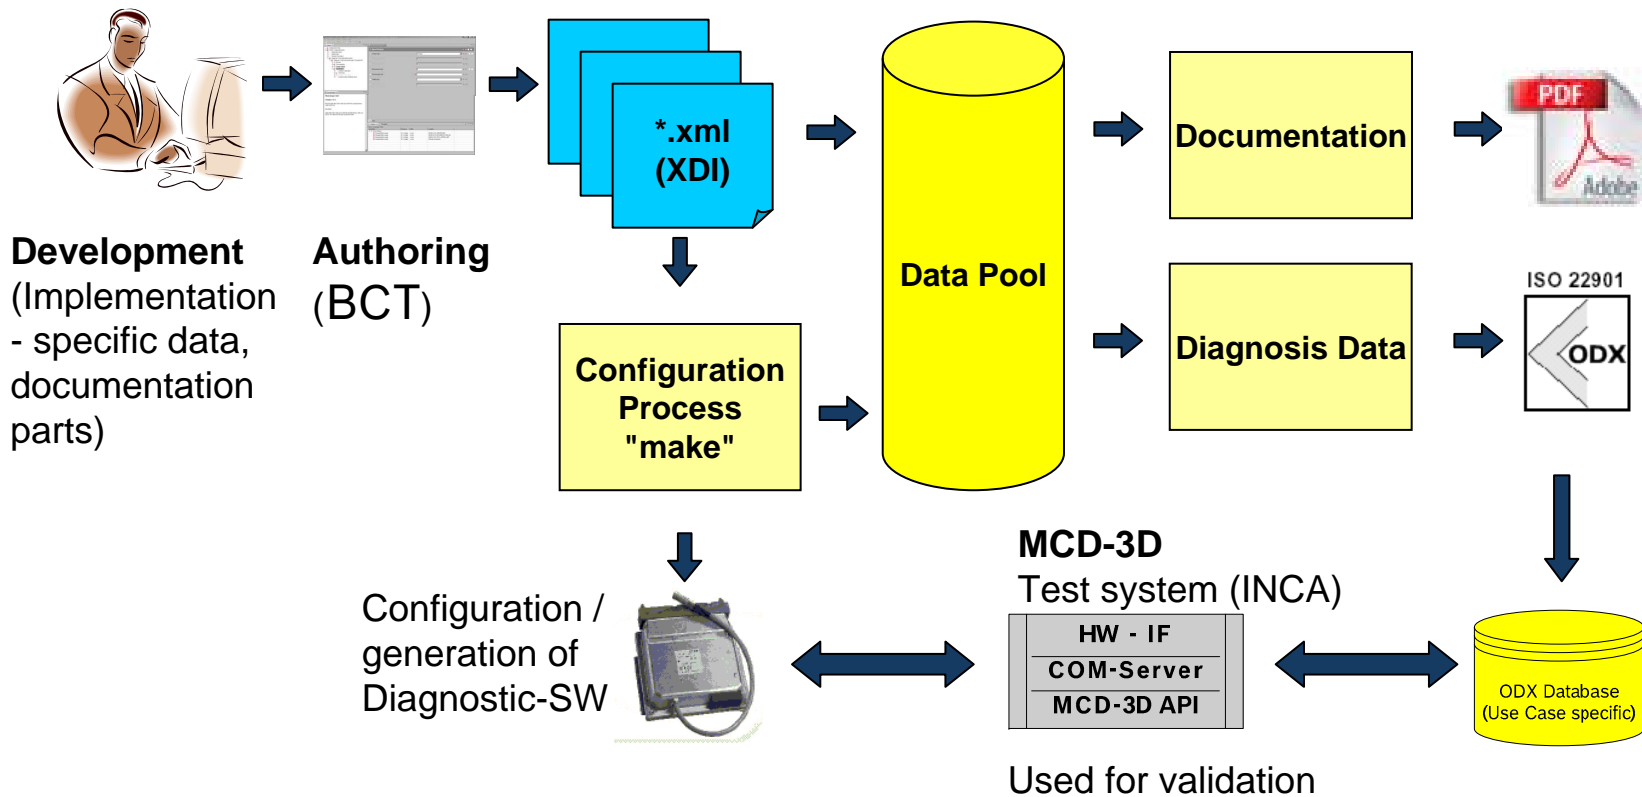 *.xml
(XDI)
Data Pool
Documentation
PDF
Adobe
Development
(Implementation
- specific data,
documentation
parts)
Authoring
(BCT)
Configuration
Process
"make"
Diagnosis Data
ISO 22901
ODX
Configuration /
generation of
Diagnostic-SW
MCD-3D
Test system (INCA)
HW - IF
COM-Server
MCD-3D API
Used for validation
ODX Database
(Use Case specific)